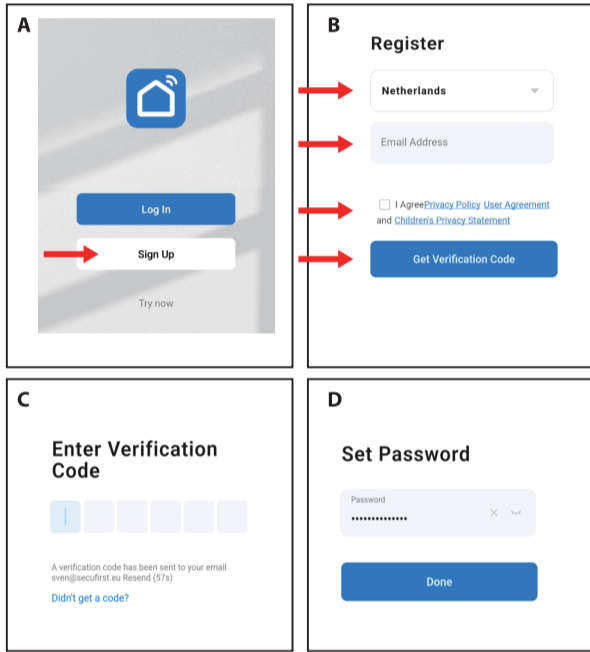 A
Log In
Sign Up
Try now
B
Register
Netherlands
Email Address
I AgreePrivacy Policy User Agreement
and Children's Privacy Statement
Get Verification Code
C
Enter Verification
Code
A verification code has been sent to your email
sven@secufirst.eu Resend (57s)
Didn't get a code?
D
Set Password
Password
••••••••••••••
Done